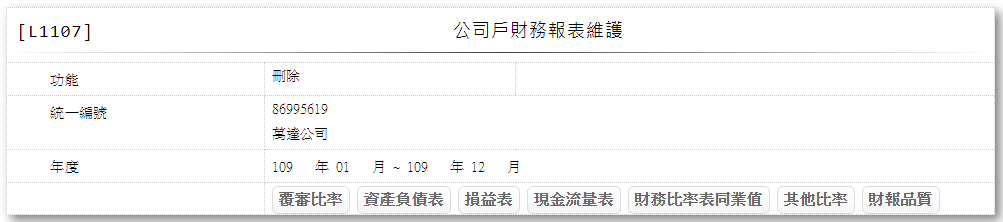 [L1107] 公司戶財務報表維護
功能 刪除
統一編號 86995619
萬達公司
年度 109 年 01 月 ~ 109 年 12 月
覆審比率 資產負債表 損益表 現金流量表 財務比率表同業值 其他比率 財報品質